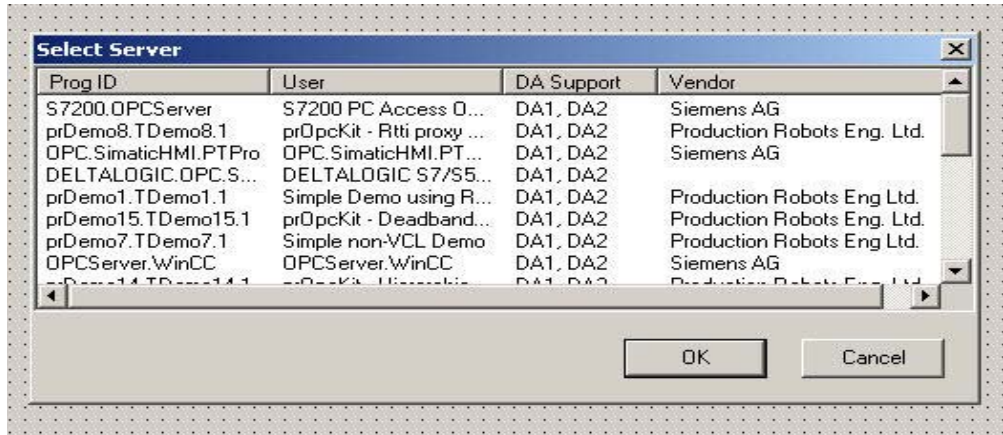 Select Server
Prog ID User DA Support Vendor
S7200.OPCServer S7200 PC Access O... DA1, DA2 Siemens AG
prDemo8.TDemo8.1 prOpcKit - Rtti proxy ... DA1, DA2 Production Robots Eng. Ltd.
OPC.SimaticHMI.PTPro OPC.SimaticHMI.PT... DA1, DA2 Siemens AG
DELTALOGIC.OPC.S... DELTALOGIC S7/S5... DA1, DA2
prDemo1.TDemo1.1 Simple Demo using R... DA1, DA2 Production Robots Eng Ltd.
prDemo15.TDemo15.1 prOpcKit - Deadband... DA1, DA2 Production Robots Eng. Ltd.
prDemo7.TDemo7.1 Simple non-VCL Demo DA1, DA2 Production Robots Eng. Ltd.
OPCServer.WinCC OPCServer.WinCC DA1, DA2 Siemens AG
OK Cancel